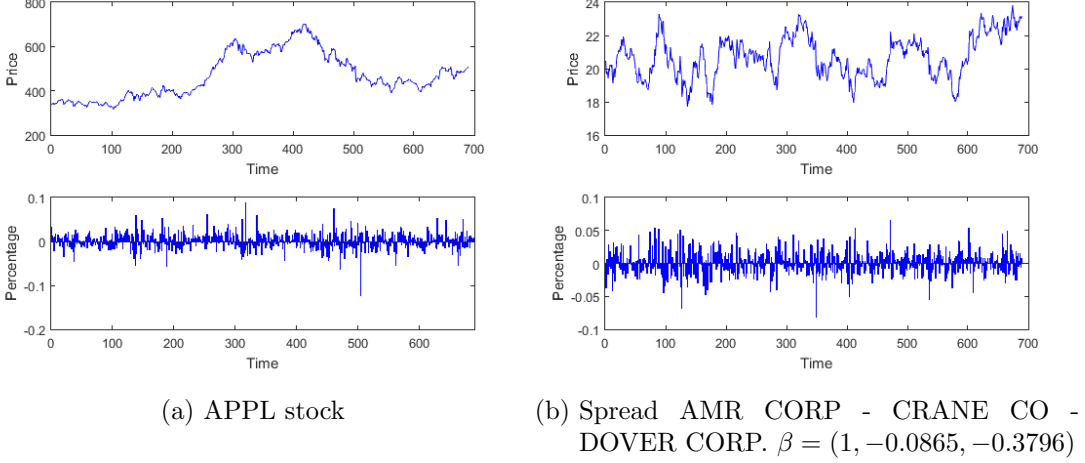 800
600
400
200
Price
0 100 200 300 400 500 600 700
Time
0.1
0
-0.1
-0.2
Percentage
0 100 200 300 400 500 600
Time
(a) APPL stock
24
22
20
18
16
Price
0 100 200 300 400 500 600 700
Time
0.1
0.05
0
-0.05
-0.1
Percentage
0 100 200 300 400 500 600 700
Time
(b) Spread AMR CORP - CRANE CO -
DOVER CORP. β = (1, −0.0865, −0.3796)